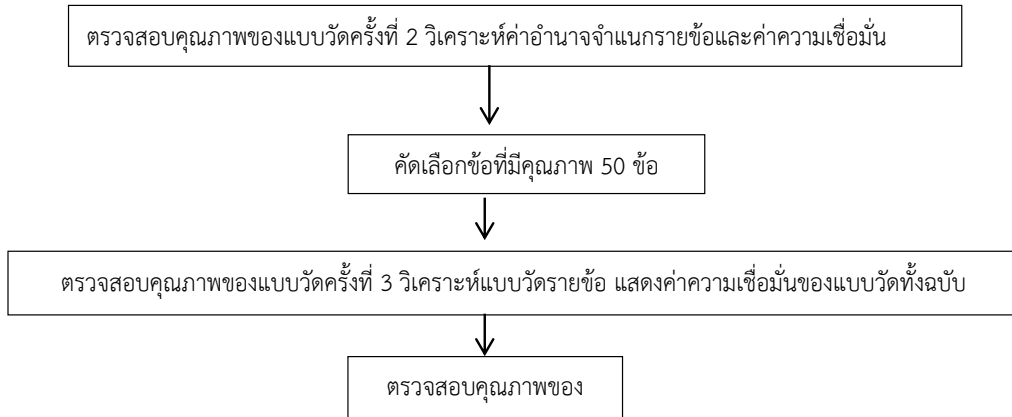 ตรวจสอบคุณภาพของแบบวัดครั้งที่ 2 วิเคราะห์ค่าอำนาจจำแนกรายข้อและค่าความเชื่อมั่น
คัดเลือกข้อที่มีคุณภาพ 50 ข้อ
ตรวจสอบคุณภาพของแบบวัดครั้งที่ 3 วิเคราะห์แบบวัดรายข้อ แสดงค่าความเชื่อมั่นของแบบวัดทั้งฉบับ
ตรวจสอบคุณภาพของ